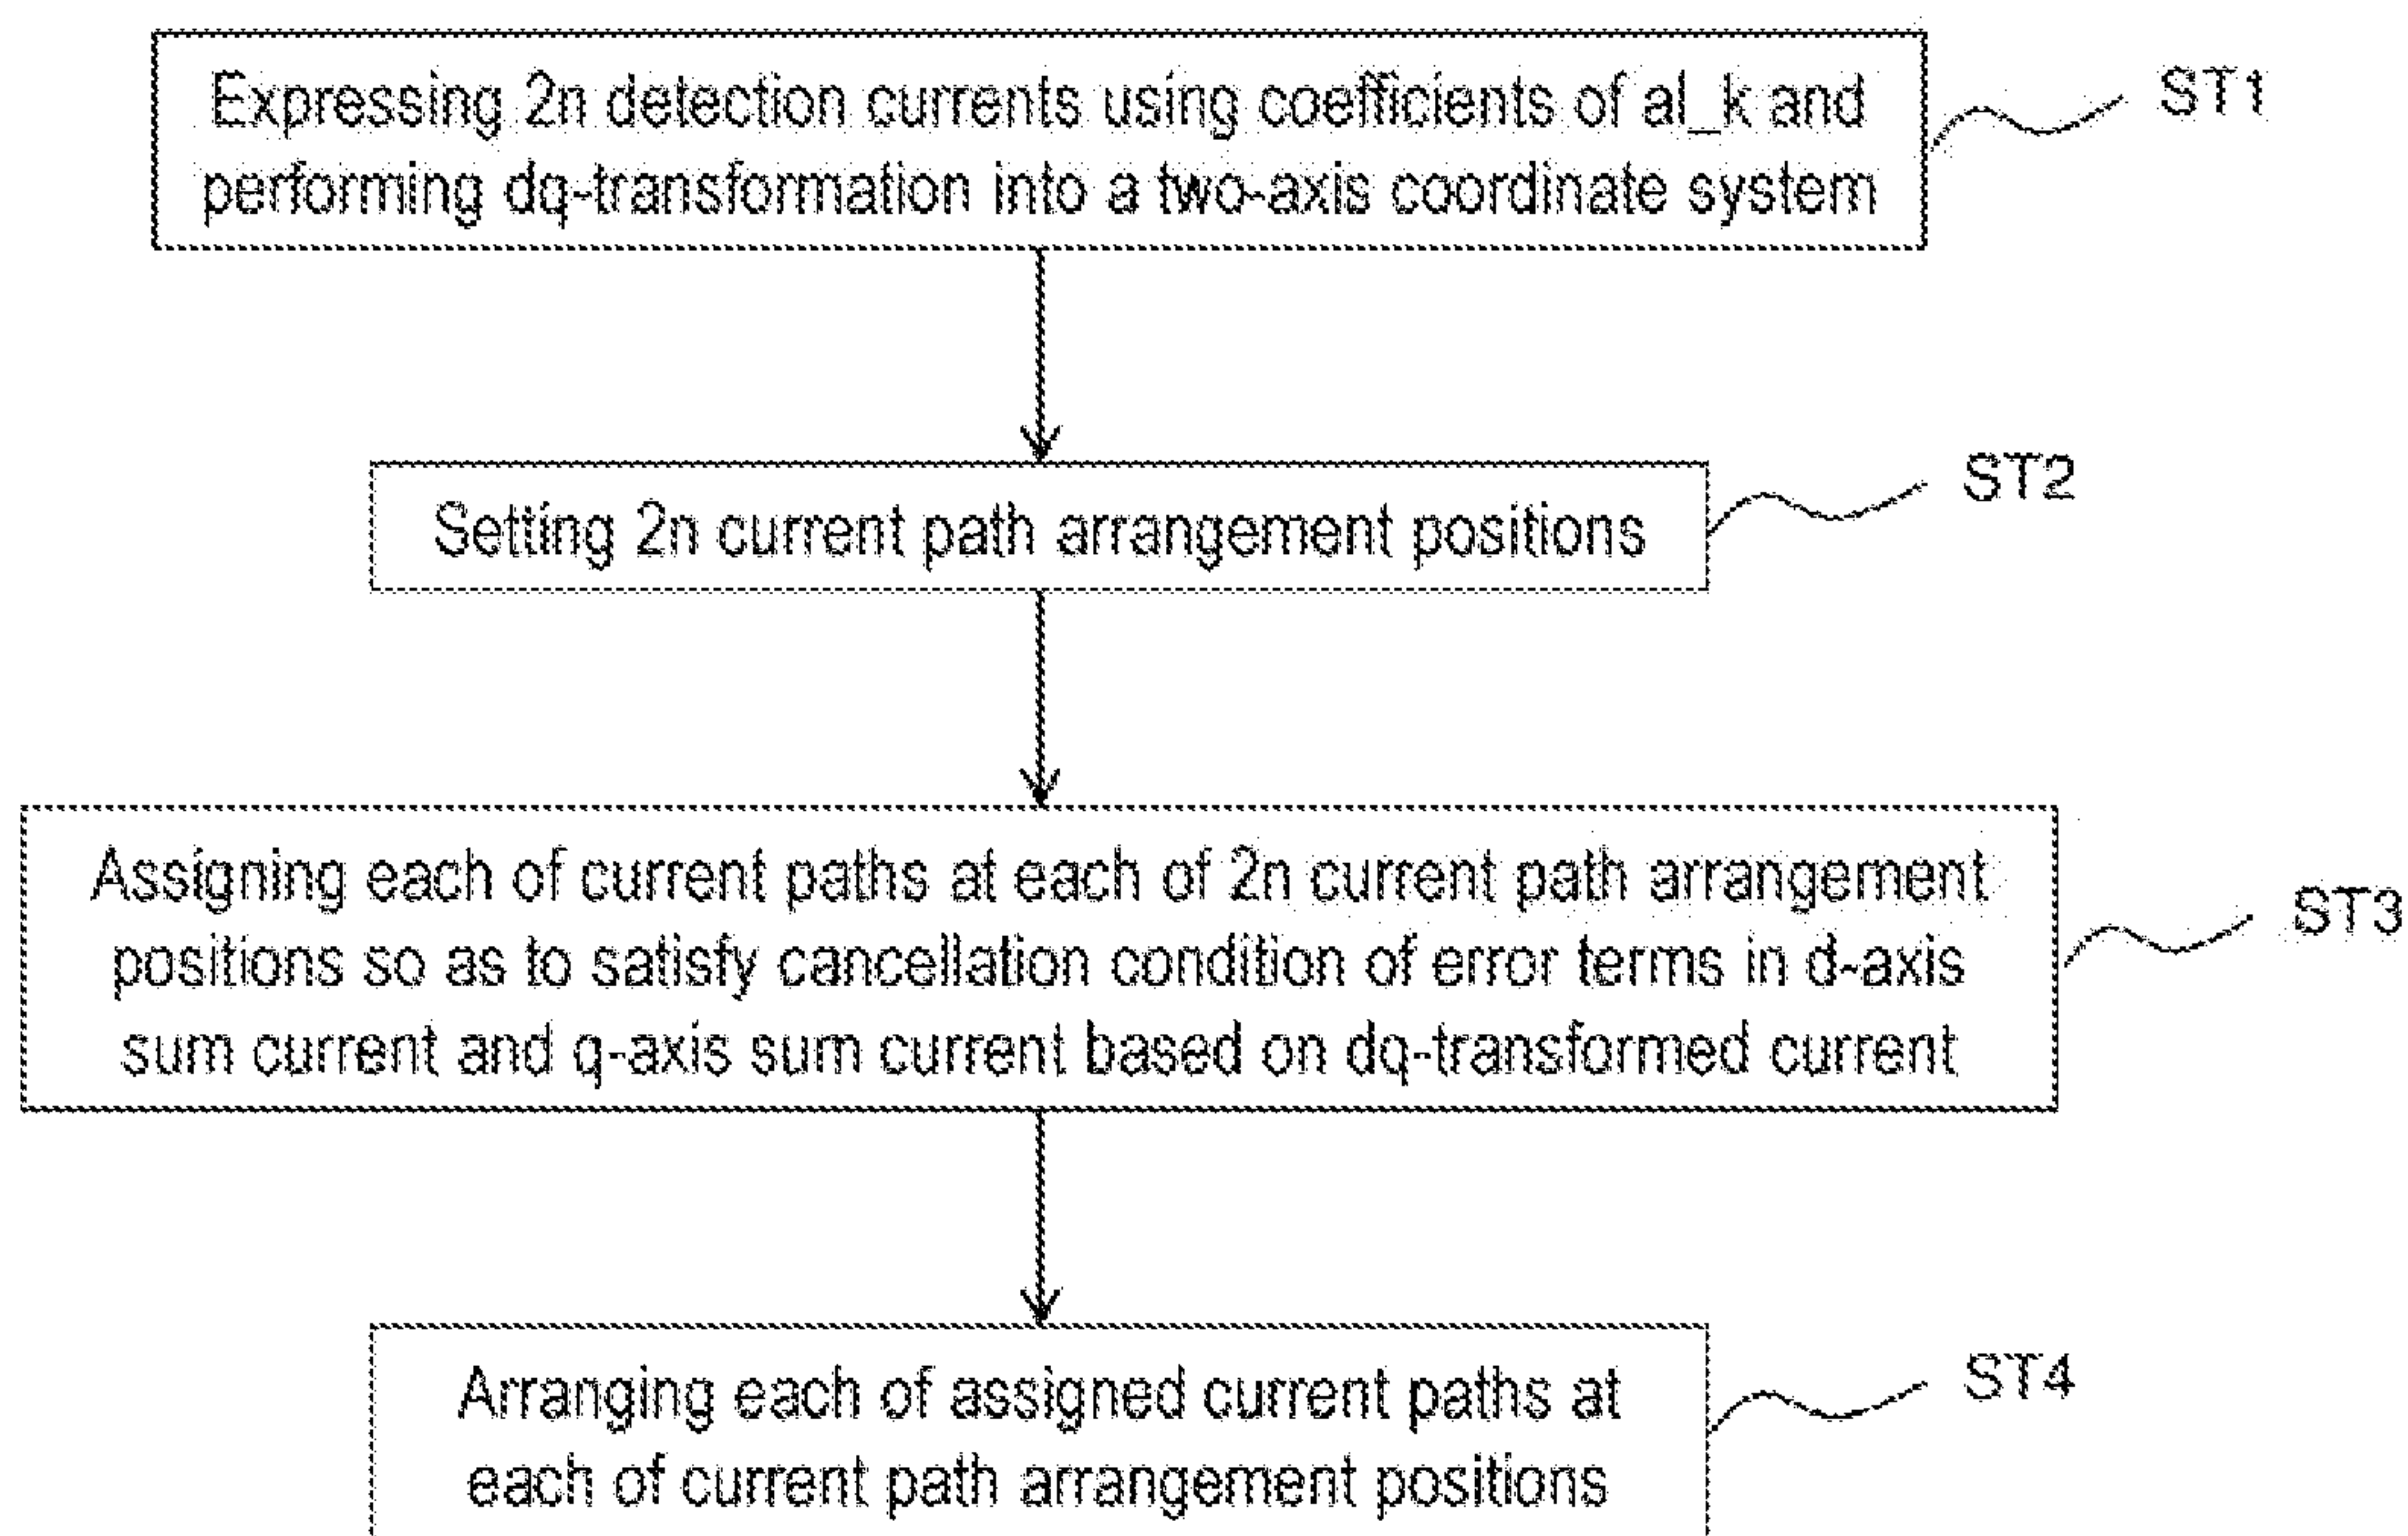 Expressing 2n detection currents using coefficients of al_k and
performing dq-transformation into a two-axis coordinate system
ST1
Setting 2n current path arrangement positions
ST2
Assigning each of current paths at each of 2n current path arrangement
positions so as to satisfy cancellation condition of error terms in d-axis
sum current and q-axis sum current based on dq-transformed current
ST3
Arranging each of assigned current paths at
each of current path arrangement positions
ST4